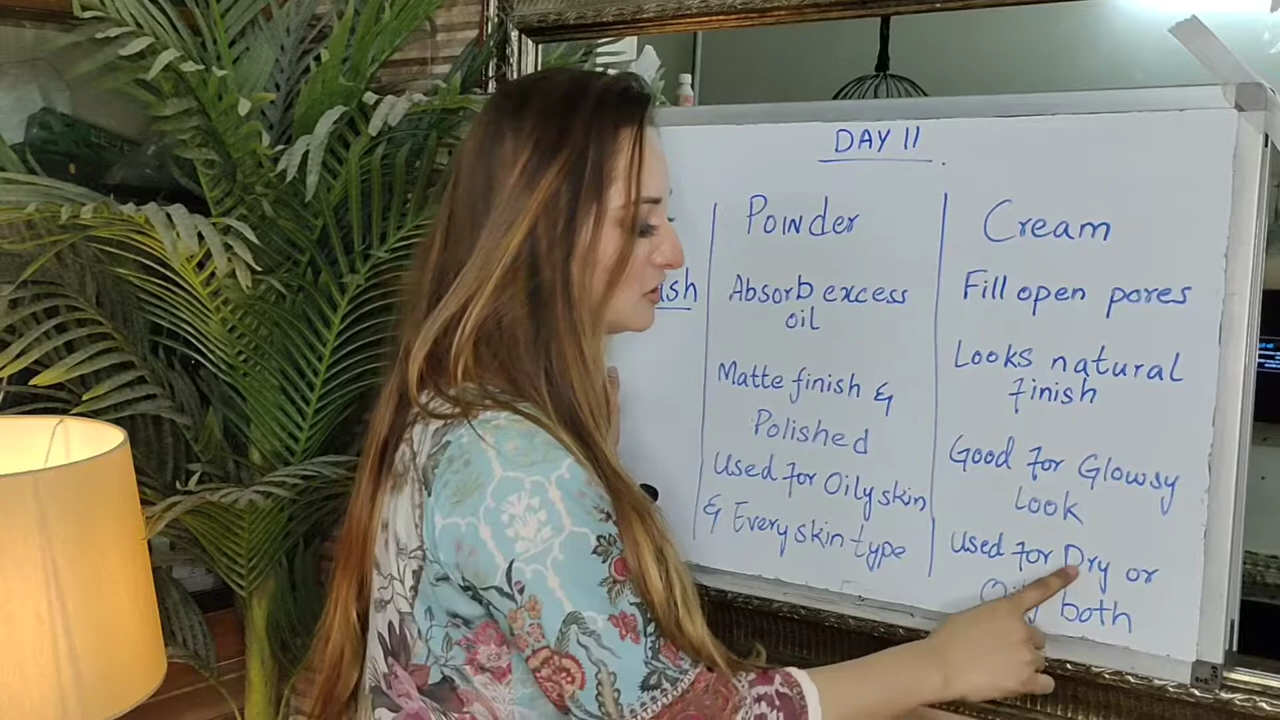 DAY 11
Powder
Cream
Absorb excess
oil
Fill open pores
Matte finish &
Polished
Looks natural
finish
Used for Oily skin
& Every skin type
Good for Glowsy
Look
Used for Dry or
both